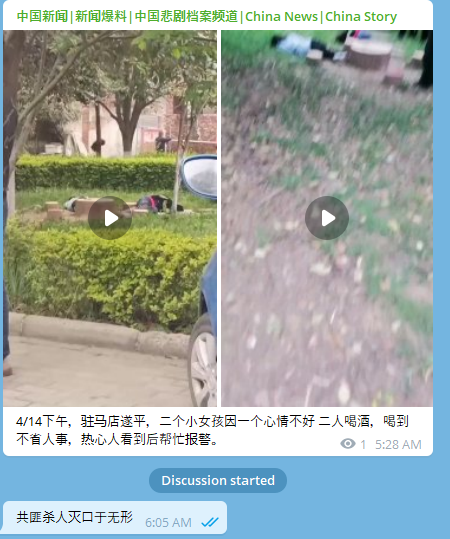 中国新闻|新闻爆料|中国悲剧档案频道|China News|China Story
4/14下午，驻马店遂平，二个小女孩因一个心情不好 二人喝酒，喝到
不省人事，热心人看到后帮忙报警。
1 5:28 AM
Discussion started
共匪杀人灭口于无形 6:05 AM